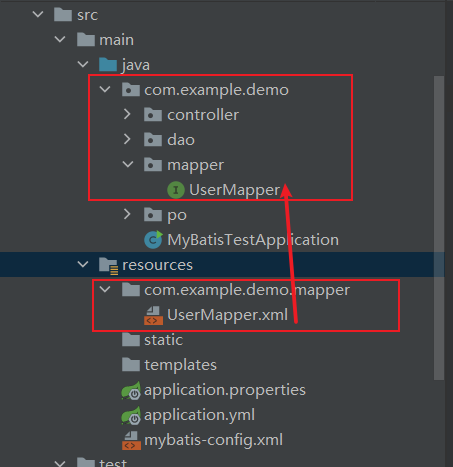 src
main
java
com.example.demo
controller
dao
mapper
UserMapper
po
MyBatisTestApplication
resources
com.example.demo.mapper
UserMapper.xml
static
templates
application.properties
application.yml
mybatis-config.xml
test